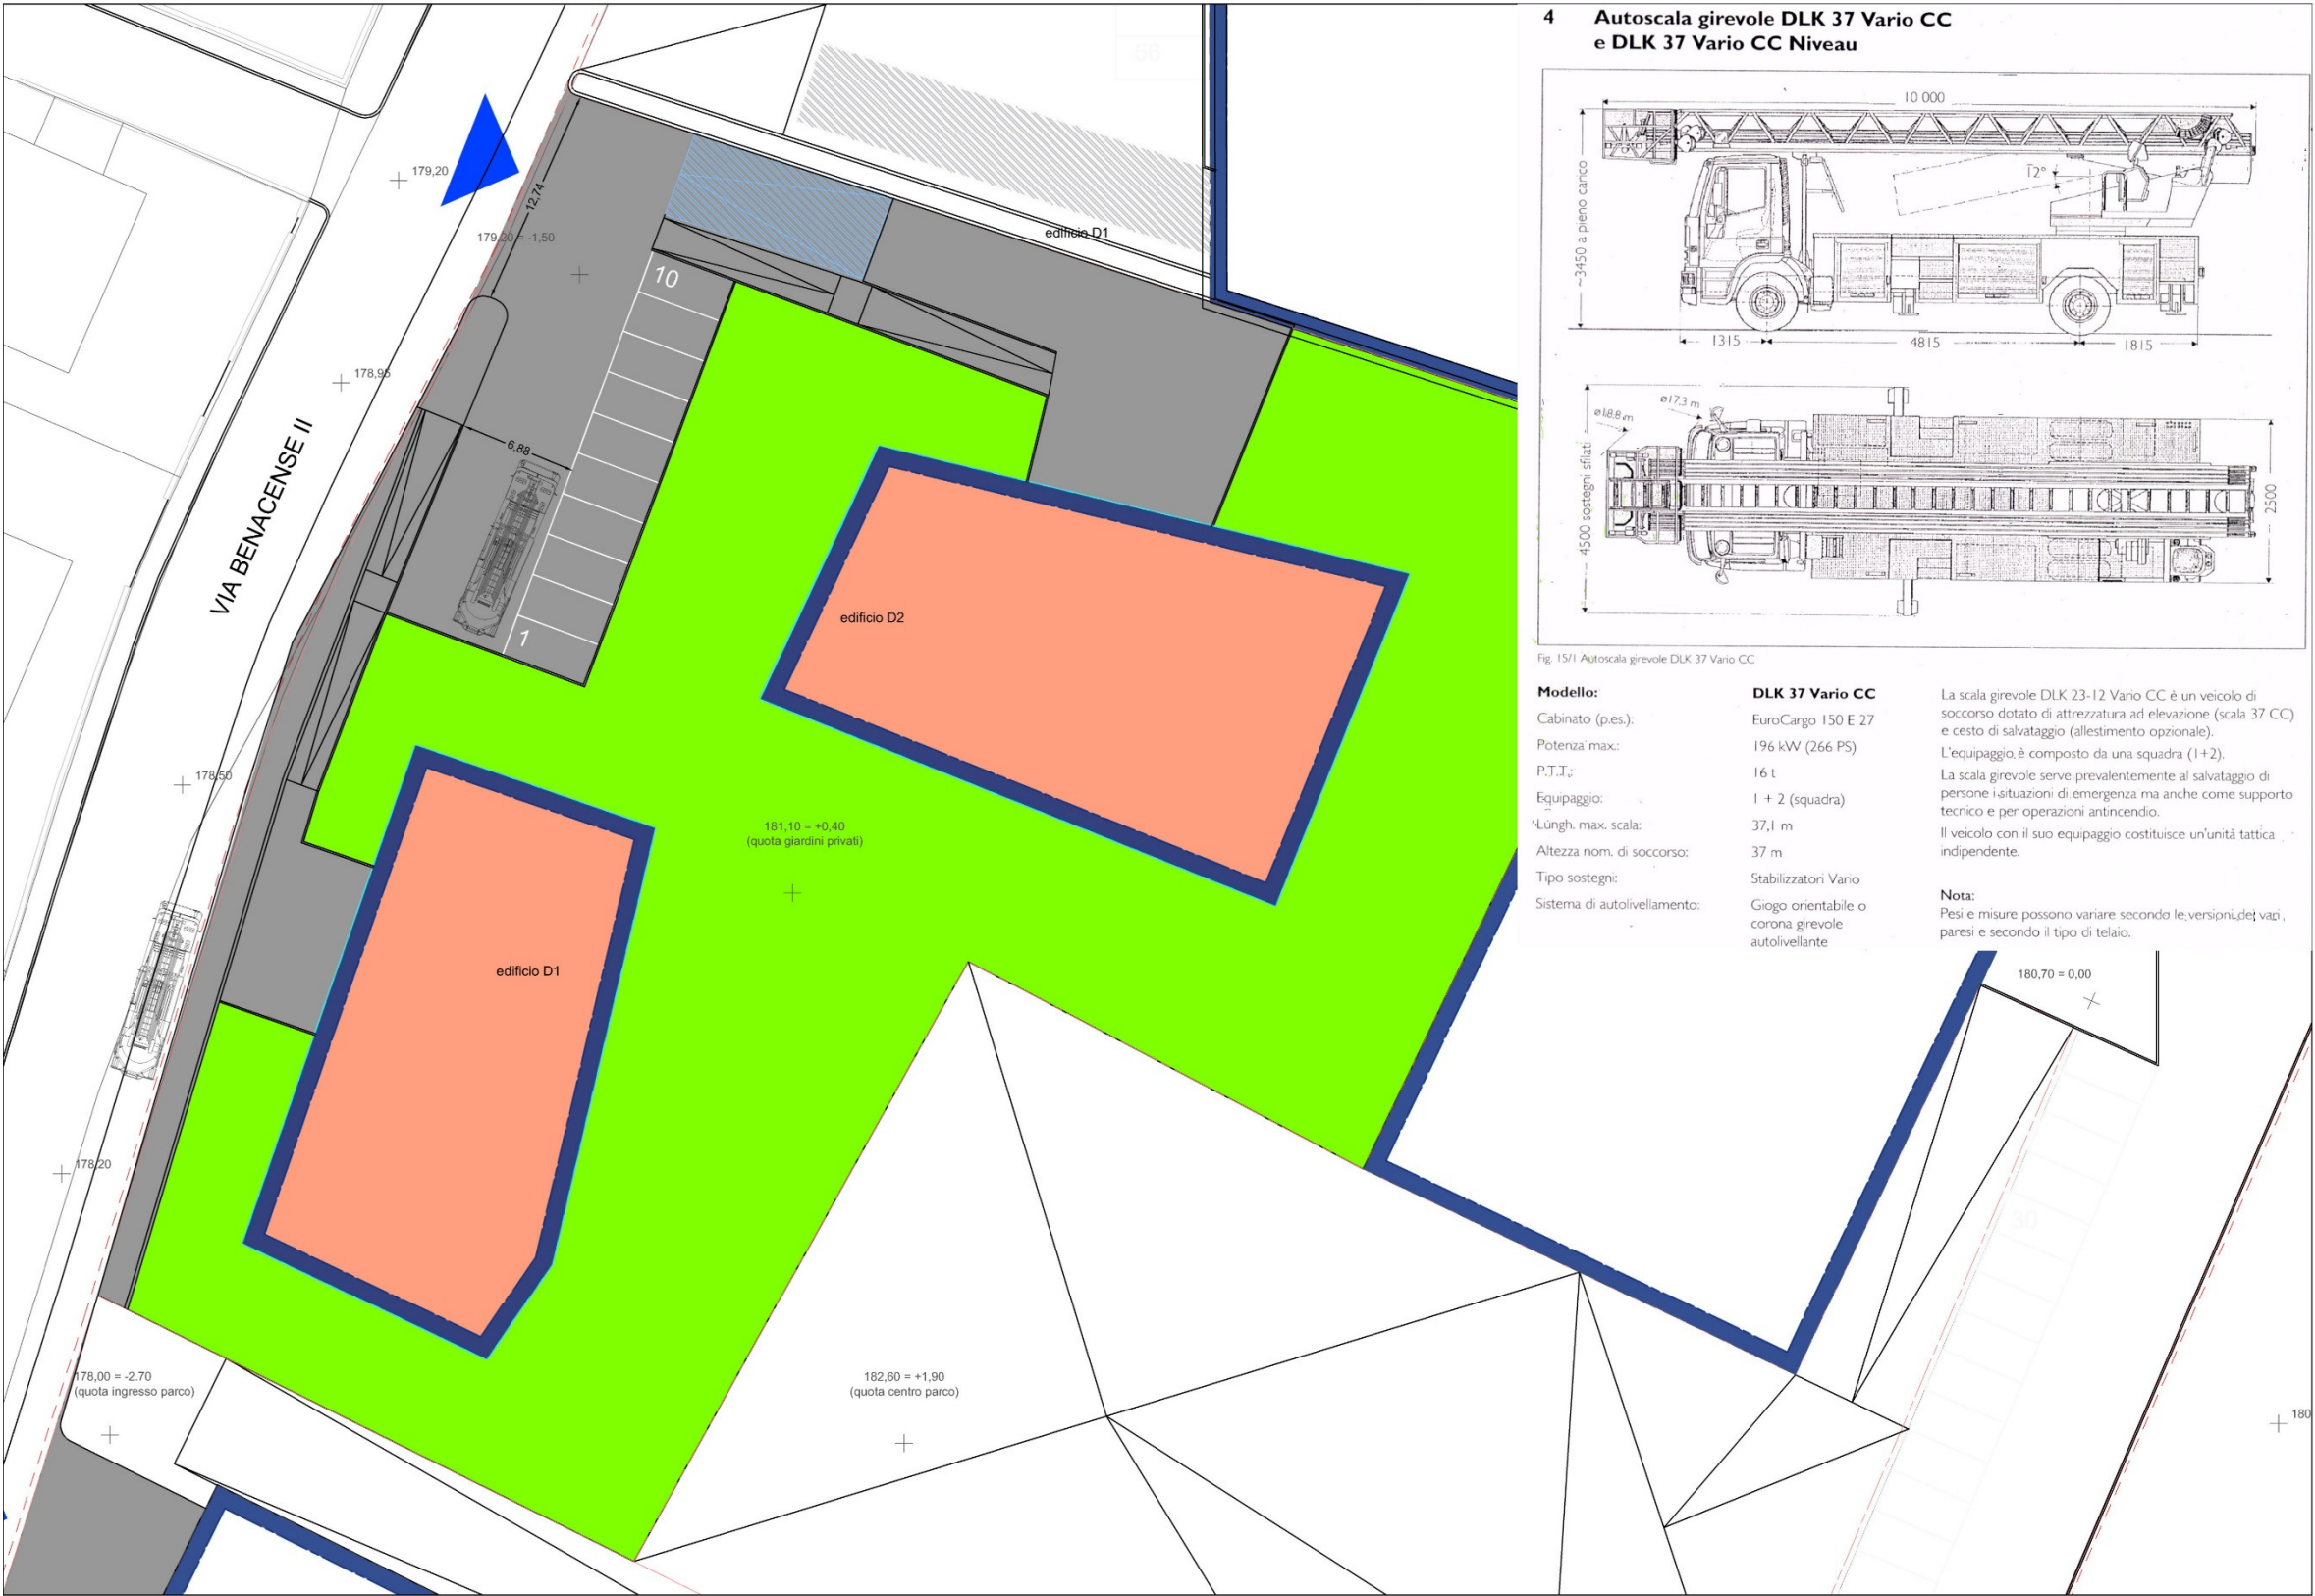 56
4 Autoscala girevole DLK 37 Vario CC
e DLK 37 Vario CC Niveau
10 000
~3450 a pieno carico
12°
1315
4815
1815
ø18,8 m
ø17,3 m
4500 sostegni sfilati
2500
Fig. 15/1 Autoscala girevole DLK 37 Vario CC
Modello: DLK 37 Vario CC
Cabinato (p.es.): EuroCargo 150 E 27
Potenza max.: 196 kW (266 PS)
P.T.T.: 16 t
Equipaggio: 1 + 2 (squadra)
Lungh. max. scala: 37,1 m
Altezza nom. di soccorso: 37 m
Tipo sostegni: Stabilizzatori Vario
Sistema di autolivellamento: Giogo orientabile o
corona girevole
autolivellante
La scala girevole DLK 23-12 Vario CC è un veicolo di
soccorso dotato di attrezzatura ad elevazione (scala 37 CC)
e cesto di salvataggio (allestimento opzionale).
L'equipaggio è composto da una squadra (1+2).
La scala girevole serve prevalentemente al salvataggio di
persone i situazioni di emergenza ma anche come supporto
tecnico e per operazioni antincendio.
Il veicolo con il suo equipaggio costituisce un'unità tattica
indipendente.
Nota:
Pesi e misure possono variare secondo le versioni dei vari
paresi e secondo il tipo di telaio.
179,20
12,74
179,20 = -1,50
edificio D1
10
178,95
6,88
VIA BENACENSE II
edificio D2
1
178,50
181,10 = +0,40
(quota giardini privati)
edificio D1
180,70 = 0,00
178,20
30
178,00 = -2.70
(quota ingresso parco)
182,60 = +1,90
(quota centro parco)
180